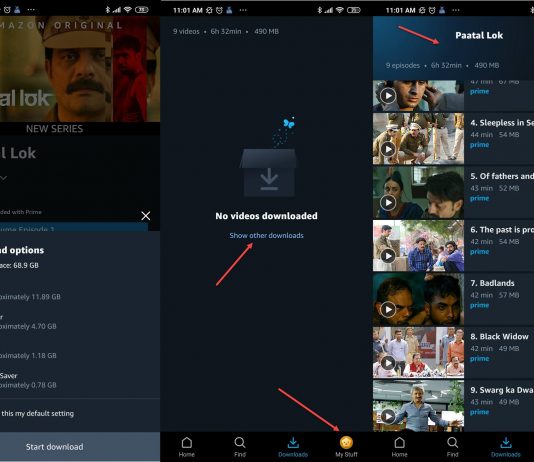 11:01 AM
75
11:01 AM
75
MAZON ORIGINAL
tal lok
NEW SERIES
l Lok
ded with Prime
ume Episode 1
d options
ace: 68.9 GB
oximately 11.89 GB
oximately 4.70 GB
oximately 1.18 GB
Saver
oximately 0.78 GB
this my default setting
Start download
9 videos • 6h 32min • 490 MB
No videos downloaded
Show other downloads
Home
Find
Downloads
My Stuff
Paatal Lok
9 episodes • 6h 32min • 490 MB
47 min 67 MB
prime
4. Sleepless in Se
44 min 54 MB
prime
5. Of fathers and
43 min 52 MB
prime
6. The past is pro
42 min 54 MB
prime
7. Badlands
42 min 57 MB
prime
8. Black Widow
42 min 49 MB
prime
9. Swarg ka Dwa
43 min 46 MB
prime
Home
Find
Downloads